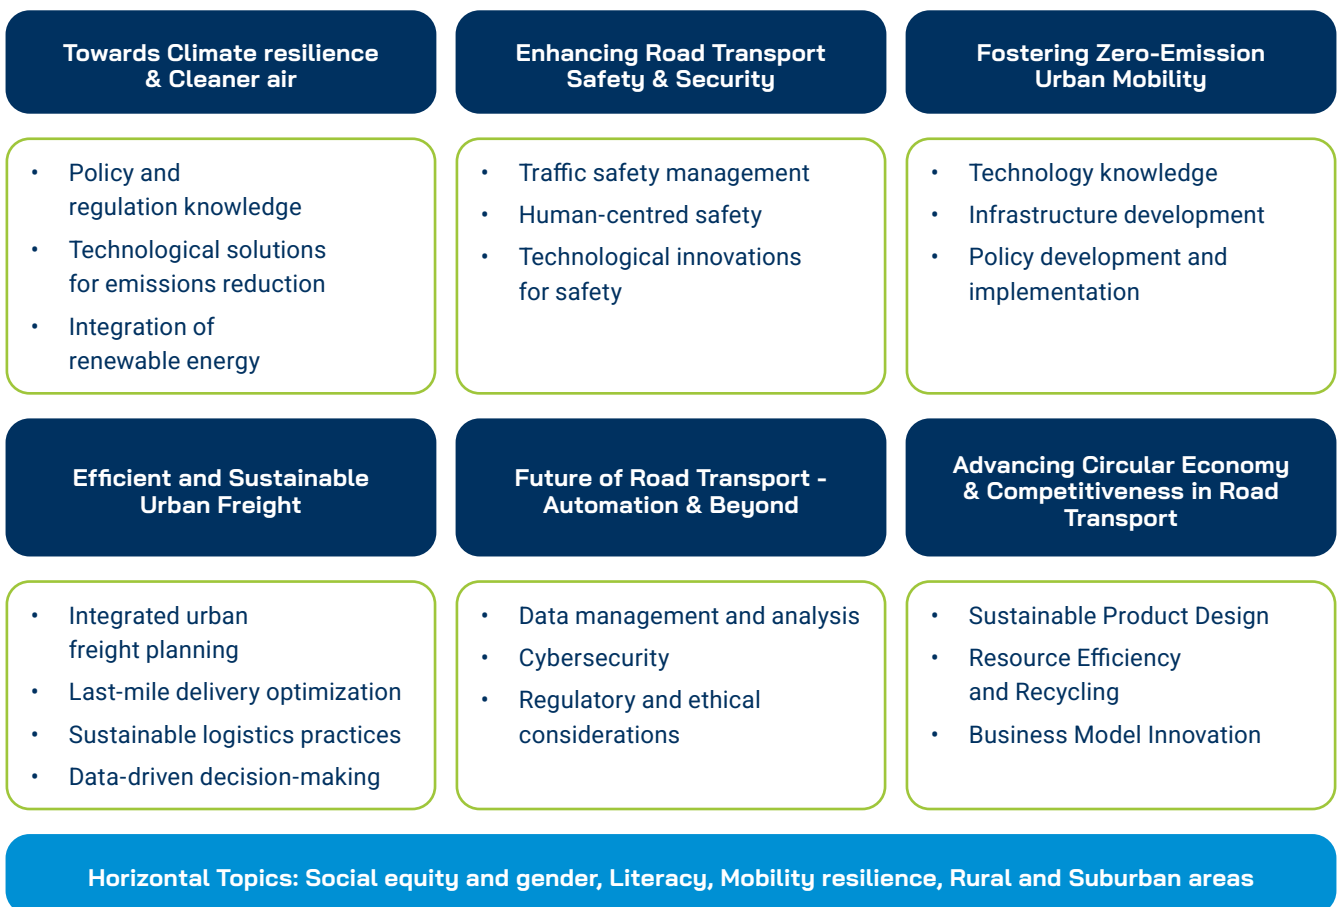 Towards Climate resilience
& Cleaner air
Enhancing Road Transport
Safety & Security
Fostering Zero-Emission
Urban Mobility
• Policy and
regulation knowledge
• Technological solutions
for emissions reduction
• Integration of
renewable energy
• Traffic safety management
• Human-centred safety
• Technological innovations
for safety
• Technology knowledge
• Infrastructure development
• Policy development and
implementation
Efficient and Sustainable
Urban Freight
Future of Road Transport -
Automation & Beyond
Advancing Circular Economy
& Competitiveness in Road
Transport
• Integrated urban
freight planning
• Last-mile delivery optimization
• Sustainable logistics practices
• Data-driven decision-making
• Data management and analysis
• Cybersecurity
• Regulatory and ethical
considerations
• Sustainable Product Design
• Resource Efficiency
and Recycling
• Business Model Innovation
Horizontal Topics: Social equity and gender, Literacy, Mobility resilience, Rural and Suburban areas